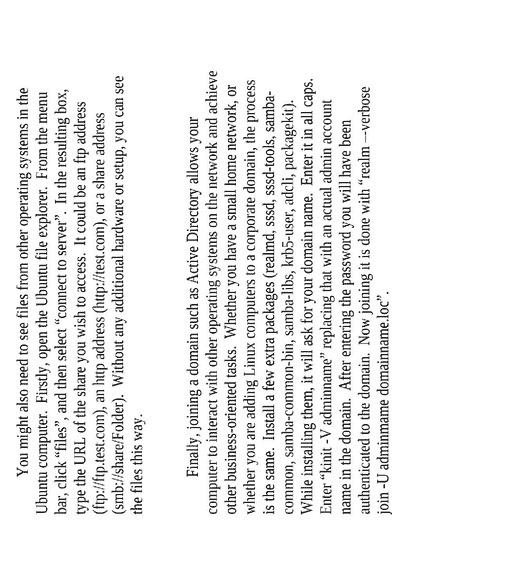 You might also need to see files from other operating systems in the
Ubuntu computer.  Firstly, open the Ubuntu file explorer.  From the menu
bar, click “files”, and then select “connect to server”.  In the resulting box,
type the URL of the share you wish to access.  It could be an ftp address
(ftp://ftp.test.com), an http address (http://test.com), or a share address
(smb://share/Folder).  Without any additional hardware or setup, you can see
the files this way.
Finally, joining a domain such as Active Directory allows your
computer to interact with other operating systems on the network and achieve
other business-oriented tasks.  Whether you have a small home network, or
whether you are adding Linux computers to a corporate domain, the process
is the same.  Install a few extra packages (realmd, sssd, sssd-tools, samba-
common, samba-common-bin, samba-libs, krb5-user, adcli, packagekit).
While installing them, it will ask for your domain name.  Enter it in all caps.
Enter “kinit -V adminname” replacing that with an actual admin account
name in the domain.  After entering the password you will have been
authenticated to the domain.  Now joining it is done with “realm —verbose
join -U adminname domainname.loc”.